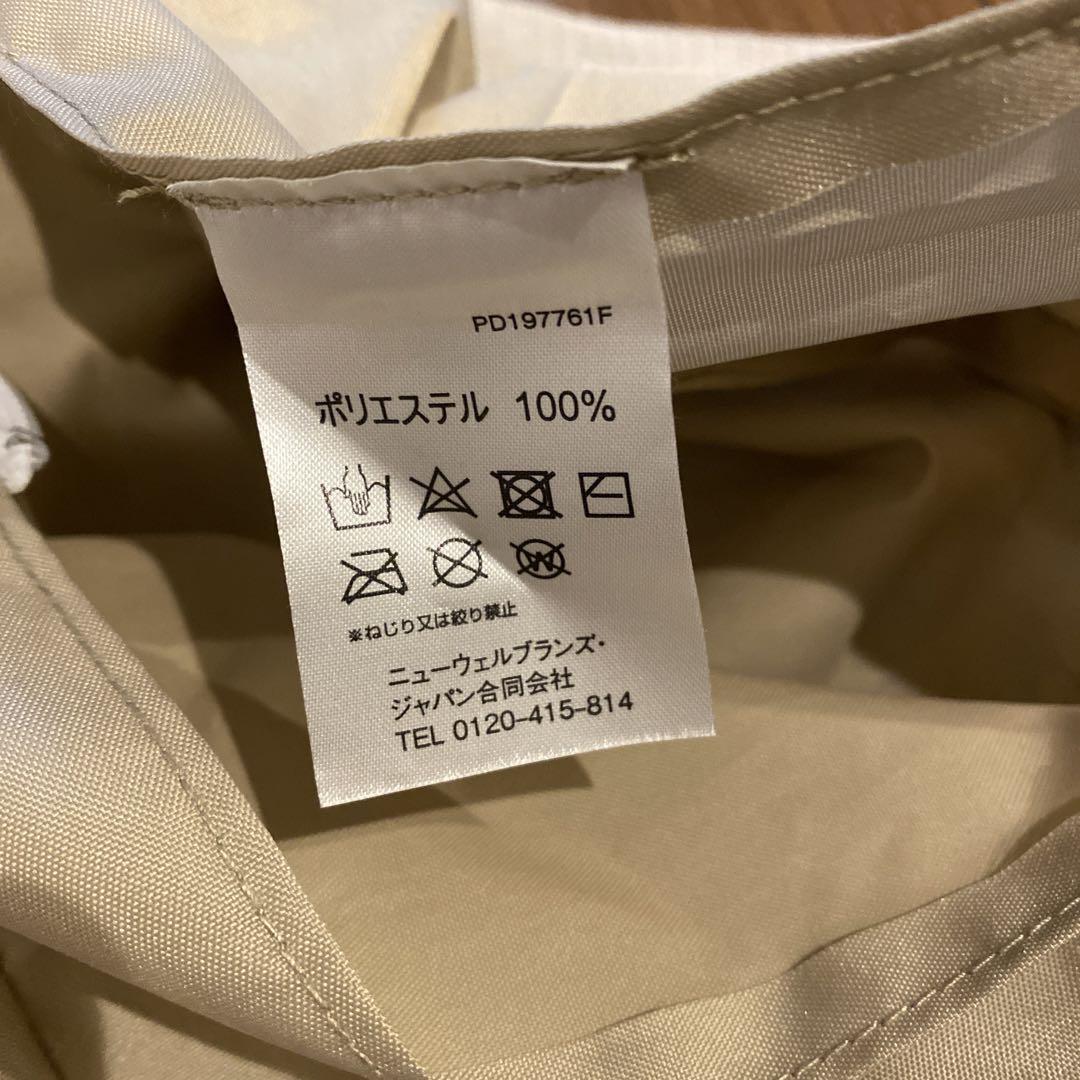 PD197761F
ポリエステル 100%
W
※ねじり又は絞り禁止
ニューウェルブランズ・
ジャパン合同会社
TEL 0120-415-814